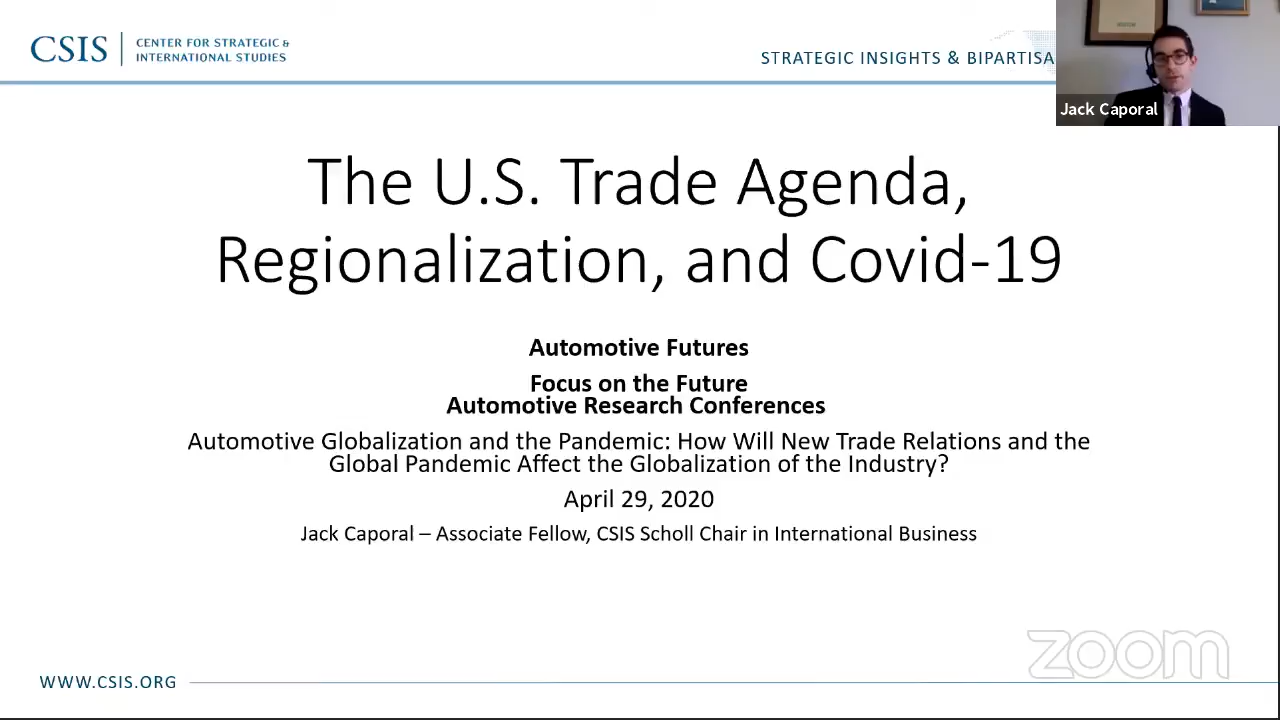 CSIS
CENTER FOR STRATEGIC &
INTERNATIONAL STUDIES
STRATEGIC INSIGHTS & BIPARTISA
Jack Caporal
The U.S. Trade Agenda,
Regionalization, and Covid-19
Automotive Futures
Focus on the Future
Automotive Research Conferences
Automotive Globalization and the Pandemic: How Will New Trade Relations and the
Global Pandemic Affect the Globalization of the Industry?
April 29, 2020
Jack Caporal – Associate Fellow, CSIS Scholl Chair in International Business
zoom
WWW.CSIS.ORG